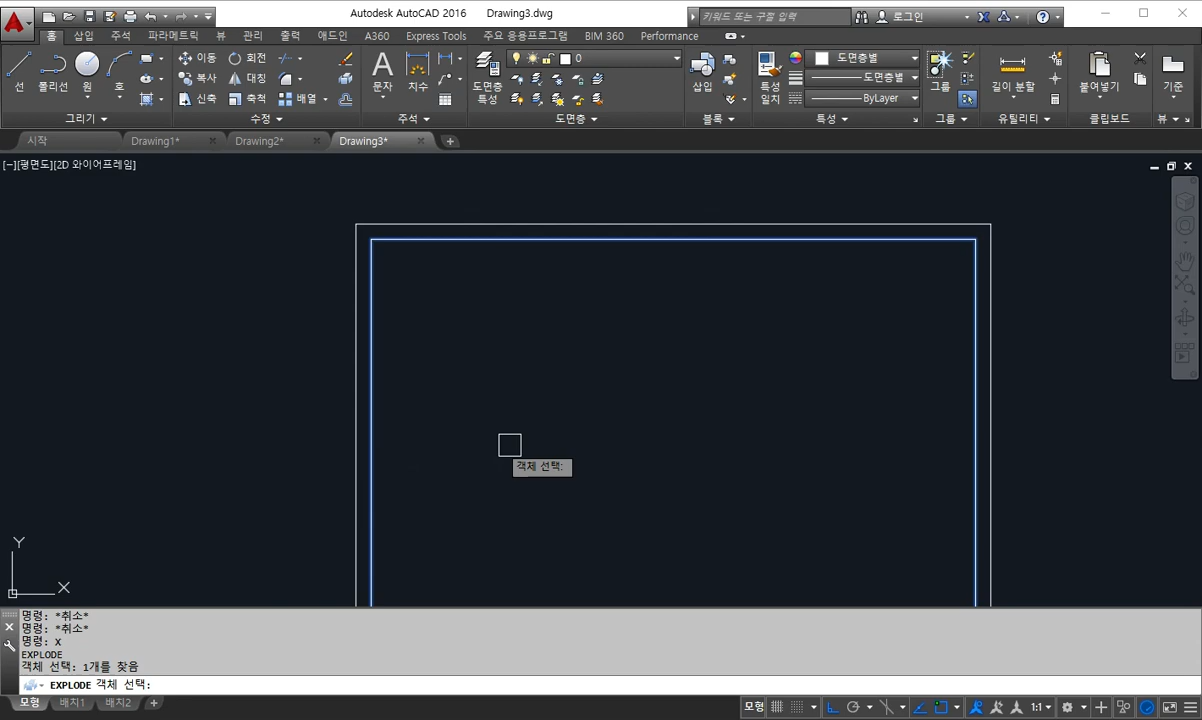 Autodesk AutoCAD 2016 Drawing3.dwg
키워드 또는 구절 입력
로그인
홈 삽입 주석 파라메트릭 뷰 관리 출력 애드인 A360 Express Tools 주요 응용프로그램 BIM 360 Performance
선 폴리선 원 호
이동 회전
복사 대칭
신축 축척 배열
문자 치수
도면층 특성
0
삽입
특성 일치
도면층별
도면층별
ByLayer
그룹
길이 분할
붙여넣기
기준
그리기 수정 주석 도면층 블록 특성 그룹 유틸리티 클립보드 뷰
시작 Drawing1* Drawing2* Drawing3*
[−][평면도][2D 와이어프레임]
객체 선택:
Y
X
명령: *취소*
명령: *취소*
명령: X
EXPLODE
객체 선택: 1개를 찾음
EXPLODE 객체 선택:
모형 배치1 배치2
모형
1:1